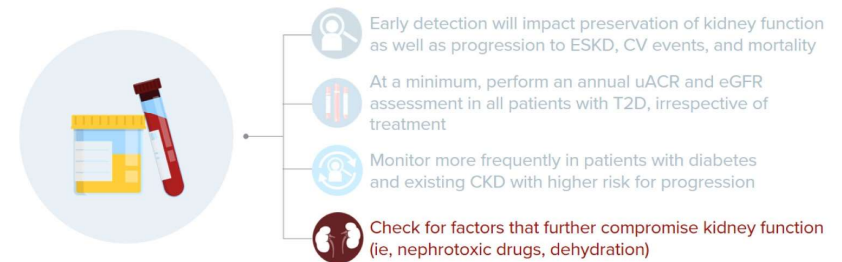 Early detection will impact preservation of kidney function
as well as progression to ESKD, CV events, and mortality
At a minimum, perform an annual uACR and eGFR
assessment in all patients with T2D, irrespective of
treatment
Monitor more frequently in patients with diabetes
and existing CKD with higher risk for progression
Check for factors that further compromise kidney function
(ie, nephrotoxic drugs, dehydration)